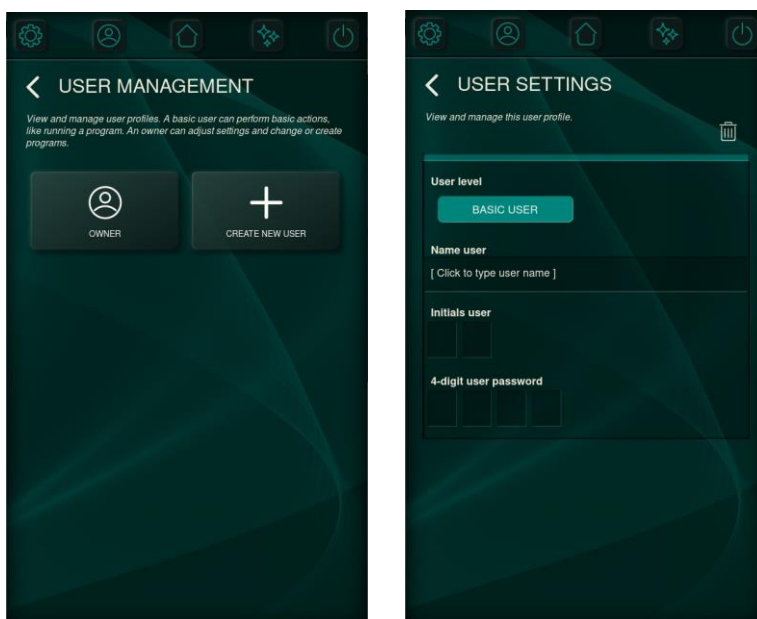 USER MANAGEMENT
View and manage user profiles. A basic user can perform basic actions,
like running a program. An owner can adjust settings and change or create
programs.
OWNER
CREATE NEW USER
USER SETTINGS
View and manage this user profile.
User level
BASIC USER
Name user
[ Click to type user name ]
Initials user
4-digit user password